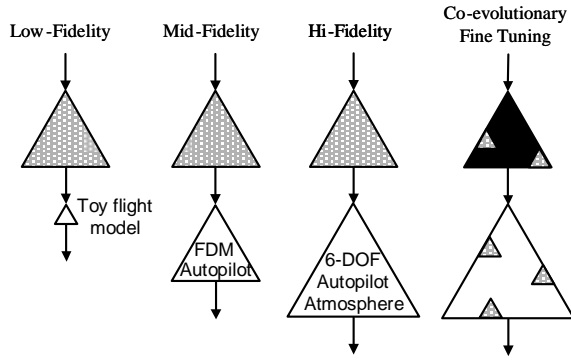 Low-Fidelity
Mid-Fidelity
Hi-Fidelity
Co-evolutionary
Fine Tuning
Toy flight
model
FDM
Autopilot
6-DOF
Autopilot
Atmosphere